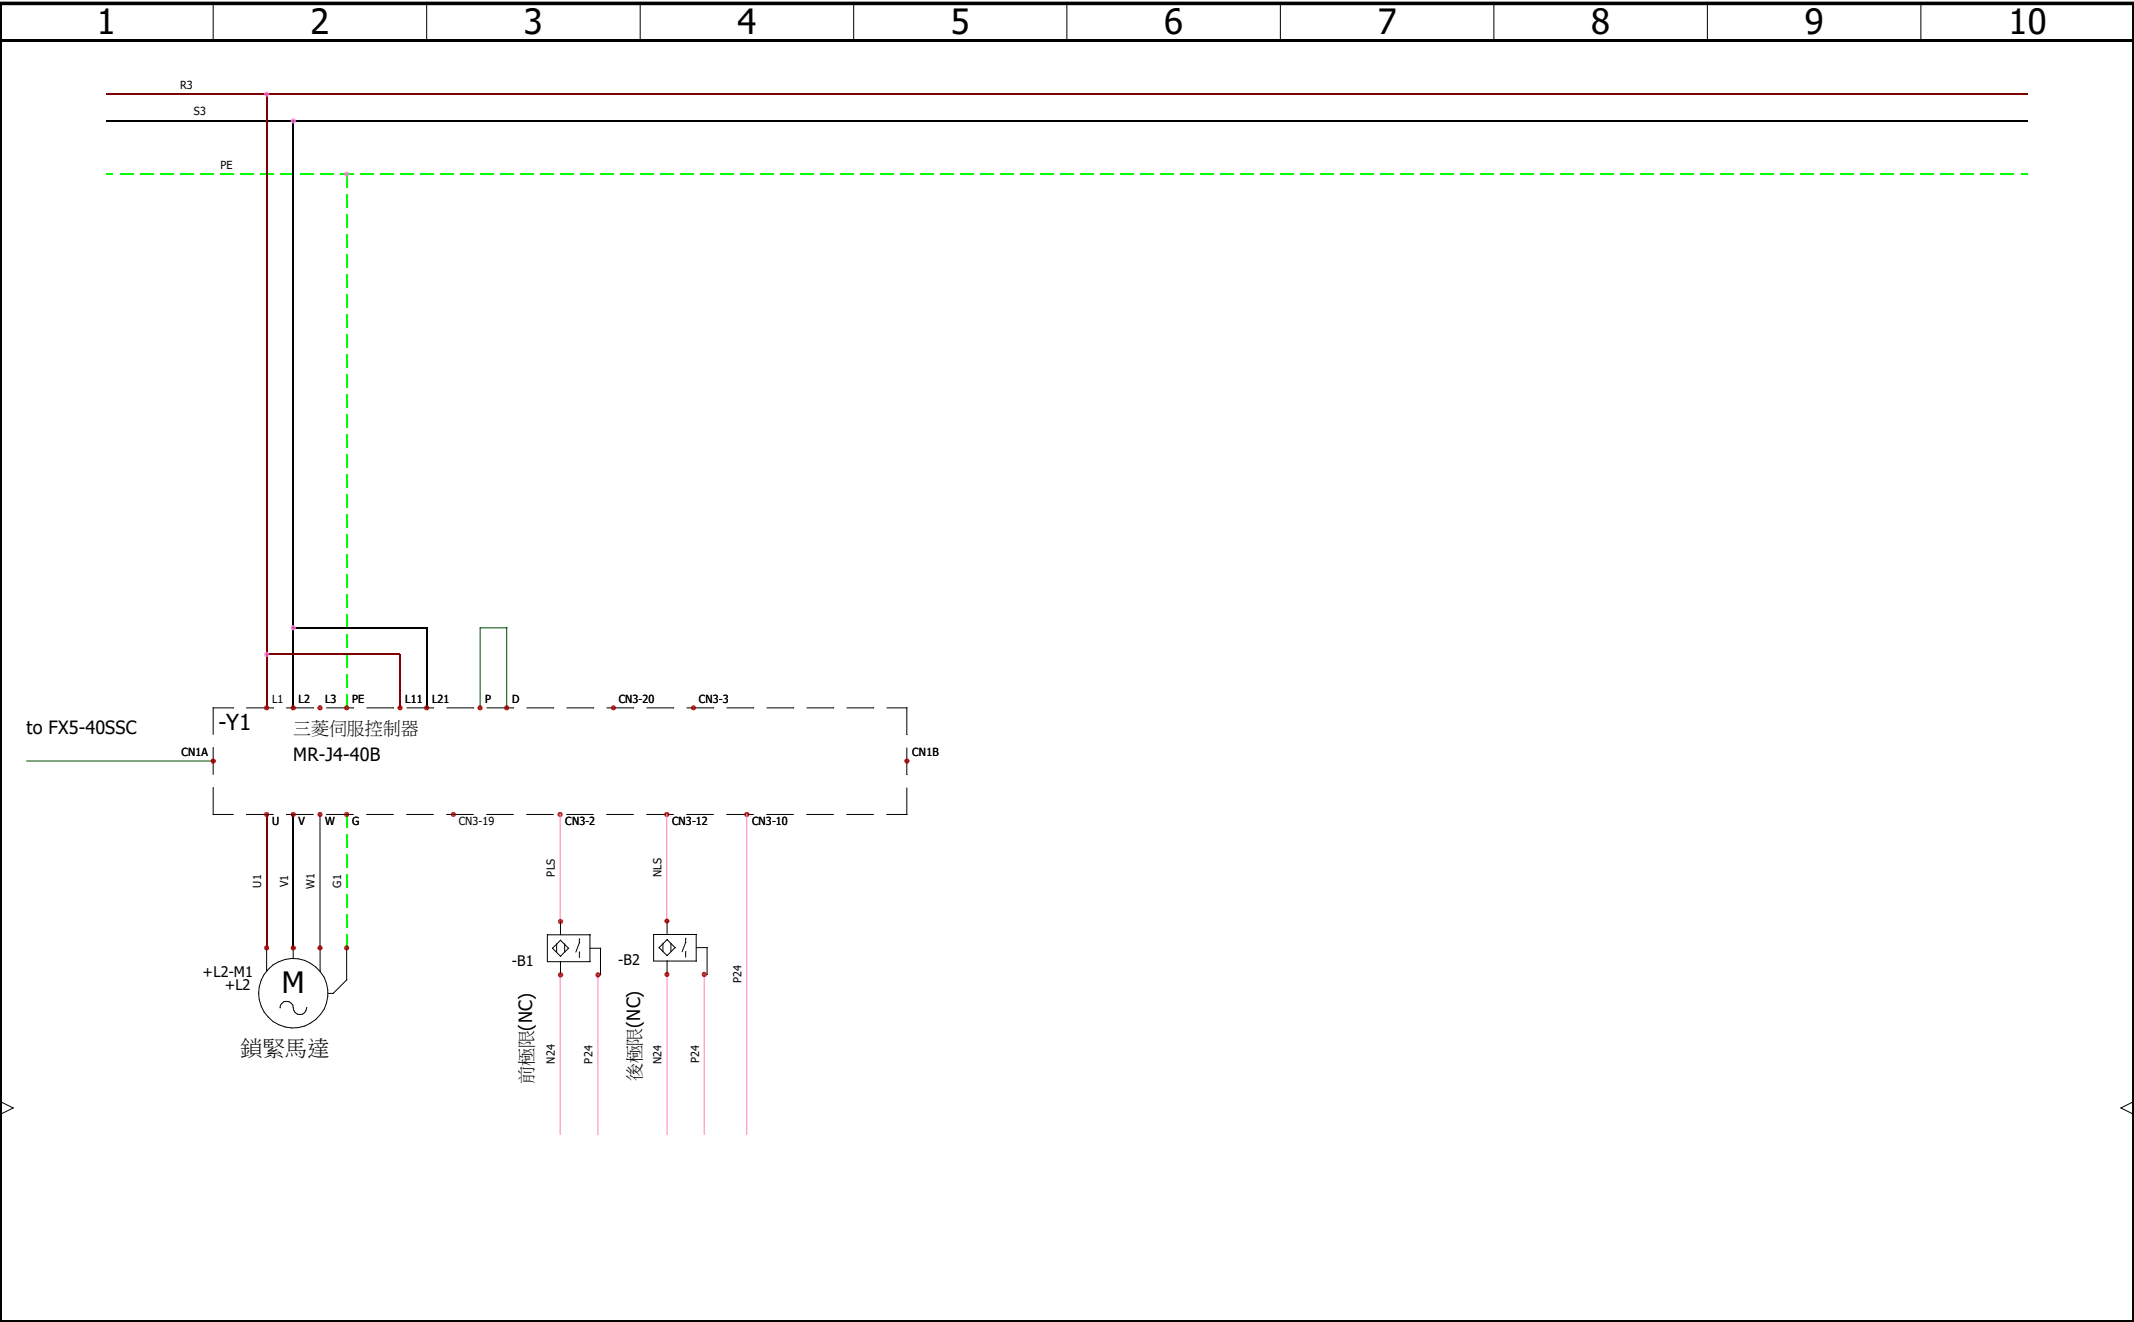 1 2 3 4 5 6 7 8 9 10
R3
S3
PE
L1 L2 L3 PE L11 L21 P D CN3-20 CN3-3
to FX5-40SSC
-Y1
三菱伺服控制器
CN1A
MR-J4-40B
CN1B
U V W G CN3-19 CN3-2 CN3-12 CN3-10
U1 V1 W1 G1 PLS NLS
-B1
-B2
+L2-M1
+L2
M
P24
鎖緊馬達
前極限(NC)
N24
P24
後極限(NC)
N24
P24